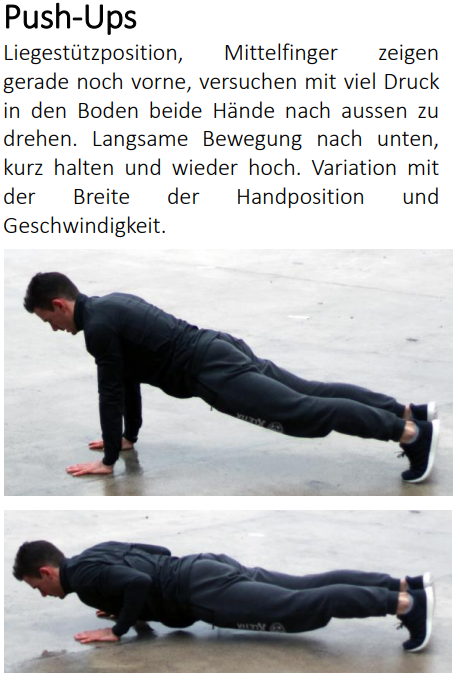 Push-Ups
Liegestützposition, Mittelfinger zeigen
gerade noch vorne, versuchen mit viel Druck
in den Boden beide Hände nach aussen zu
drehen. Langsame Bewegung nach unten,
kurz halten und wieder hoch. Variation mit
der Breite der Handposition und
Geschwindigkeit.